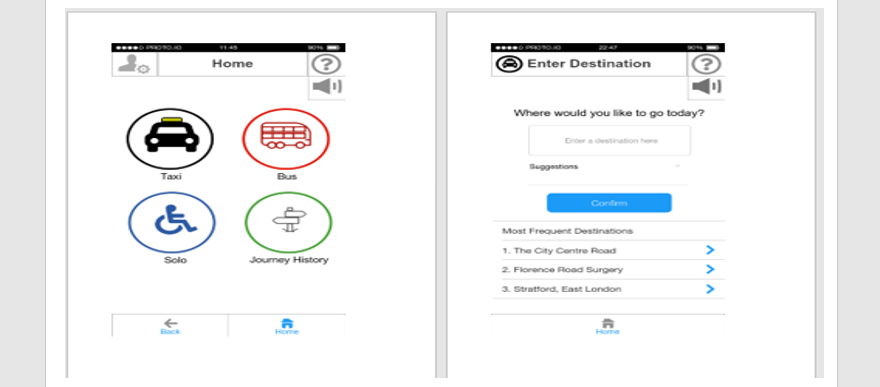 PROTO.IO 11:45 90%
Home
Taxi
Bus
Solo
Journey History
Back
Home
PROTO.IO 22:47 90%
Enter Destination
Where would you like to go today?
Enter a destination here
Suggestions
Confirm
Most Frequent Destinations
1. The City Centre Road
2. Florence Road Surgery
3. Stratford, East London
Home